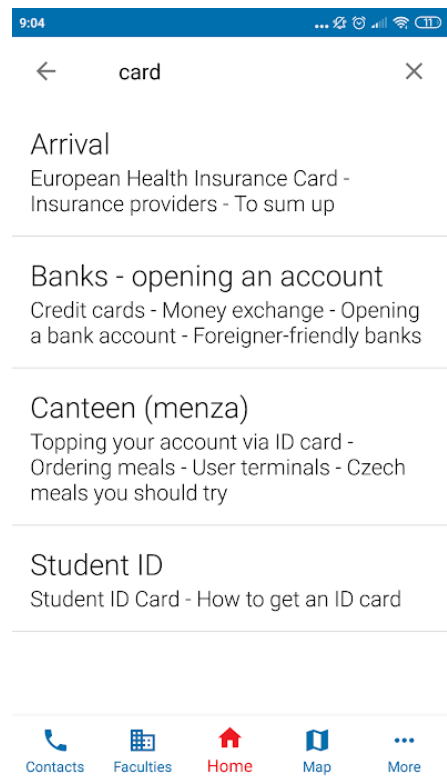 9:04
... 11
card
Arrival
European Health Insurance Card -
Insurance providers - To sum up
Banks - opening an account
Credit cards - Money exchange - Opening
a bank account - Foreigner-friendly banks
Canteen (menza)
Topping your account via ID card -
Ordering meals - User terminals - Czech
meals you should try
Student ID
Student ID Card - How to get an ID card
Contacts Faculties Home Map More